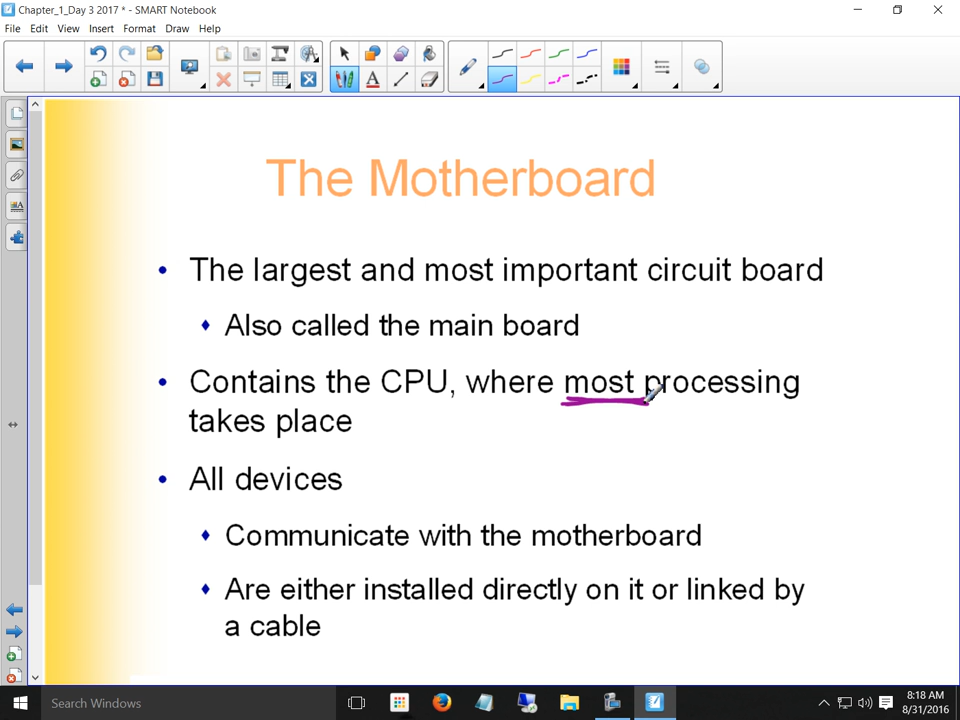 Chapter_1_Day 3 2017 * - SMART Notebook
File Edit View Insert Format Draw Help
The Motherboard
• The largest and most important circuit board
♦ Also called the main board
• Contains the CPU, where most processing
takes place
• All devices
♦ Communicate with the motherboard
♦ Are either installed directly on it or linked by
a cable
Search Windows
8:18 AM
8/31/2016